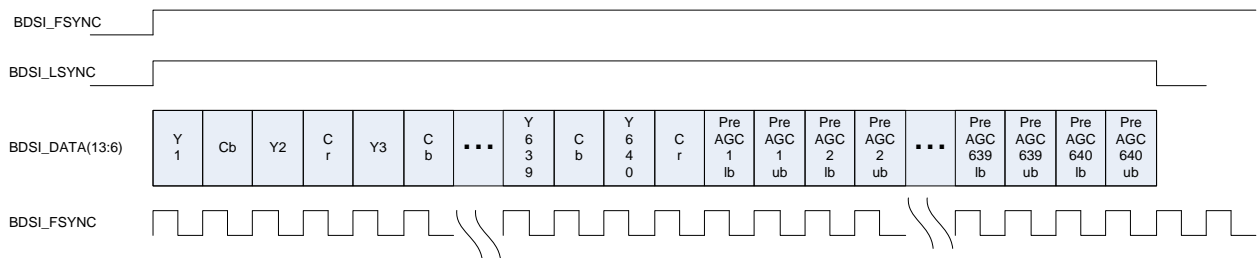 BDSI_FSYNC
BDSI_LSYNC
BDSI_DATA(13:6)
Y 1
Cb
Y2
C r
Y3
C b
...
Y 6 3 9
C b
Y 6 4 0
C r
Pre AGC 1 lb
Pre AGC 1 ub
Pre AGC 2 lb
Pre AGC 2 ub
...
Pre AGC 639 lb
Pre AGC 639 ub
Pre AGC 640 lb
Pre AGC 640 ub
BDSI_FSYNC